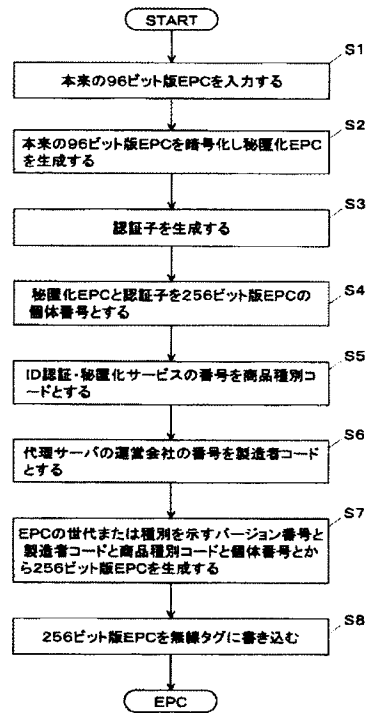 START
S1
本来の96ビット版EPCを入力する
S2
本来の96ビット版EPCを暗号化し秘匿化EPC
を生成する
S3
認証子を生成する
S4
秘匿化EPCと認証子を256ビット版EPCの
個体番号とする
S5
ID認証・秘匿化サービスの番号を商品種別コ
ードとする
S6
代理サーバの運営会社の番号を製造者コード
とする
S7
EPCの世代または種別を示すバージョン番号と
製造者コードと商品種別コードと個体番号とか
ら256ビット版EPCを生成する
S8
256ビット版EPCを無線タグに書き込む
EPC